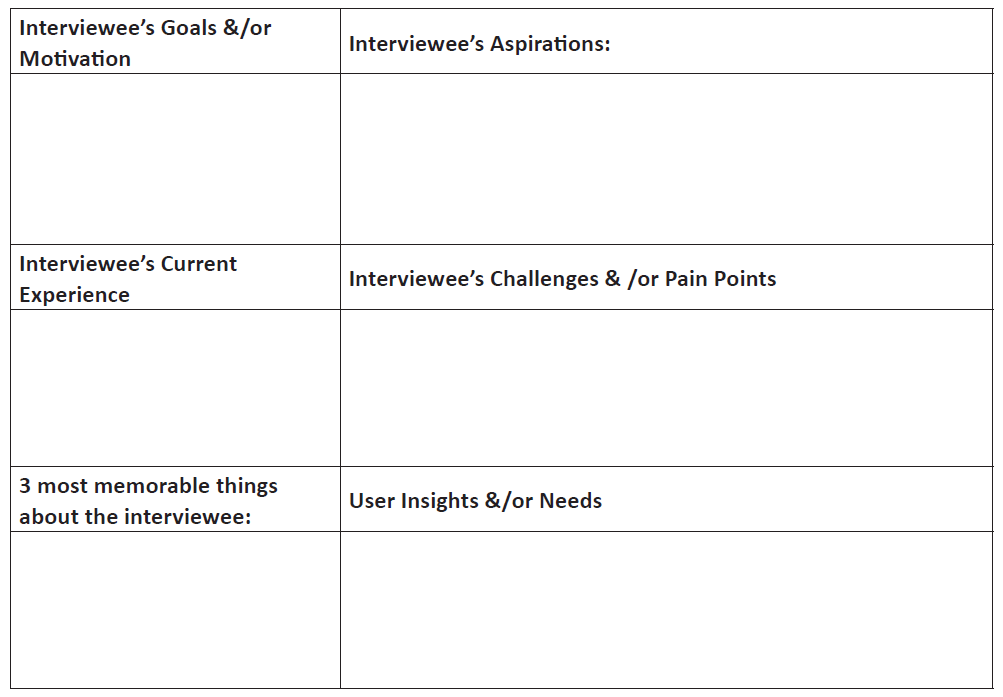 Interviewee’s Goals &/or
Motivation
Interviewee’s Aspirations:
Interviewee’s Current
Experience
Interviewee’s Challenges & /or Pain Points
3 most memorable things
about the interviewee:
User Insights &/or Needs